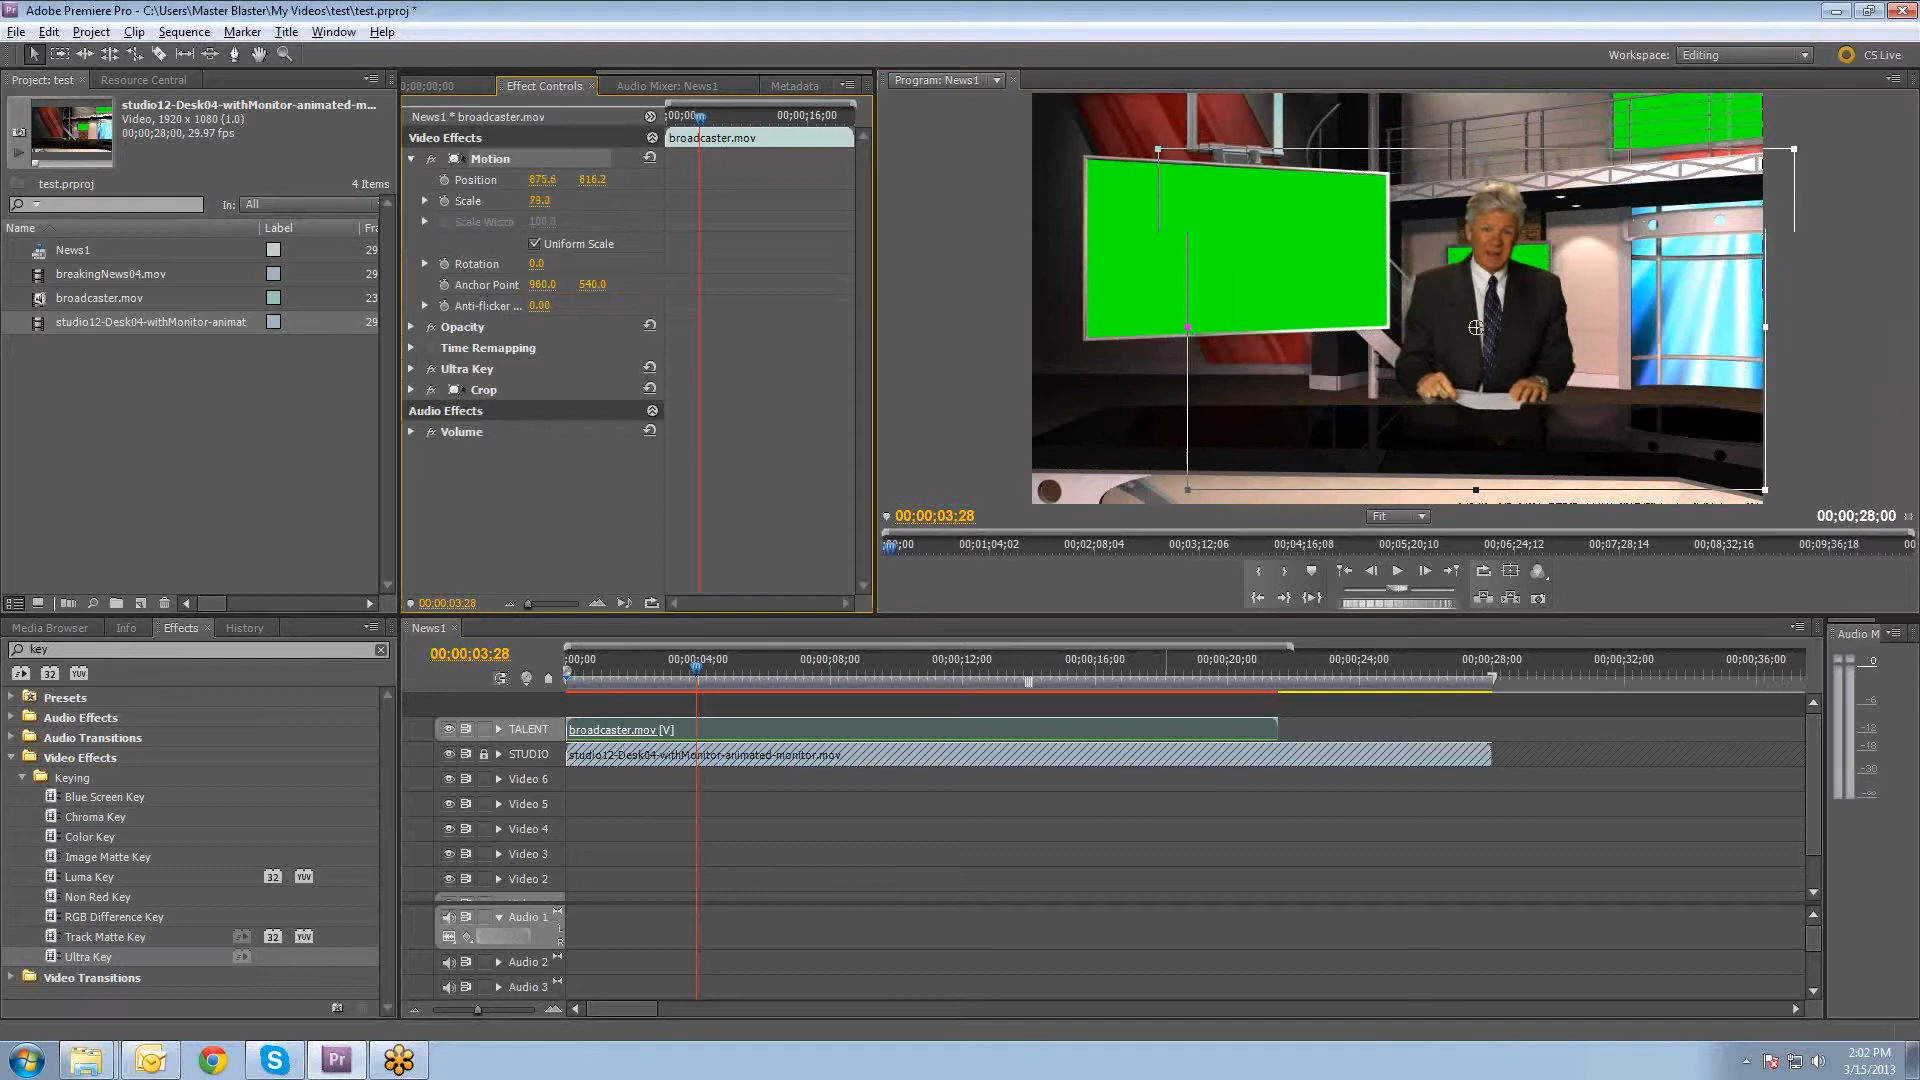 Adobe Premiere Pro - C:\Users\Master Blaster\My Videos\test\test.prproj *
File Edit Project Clip Sequence Marker Title Window Help
Workspace: Editing CS Live
Project: test Resource Central
studio12-Desk04-withMonitor-animated-m...
Video, 1920 x 1080 (1.0)
00;00;28;00, 29.97 fps
test.prproj 4 Items
In: All
Name Label Fra
News1 29
breakingNews04.mov 29
broadcaster.mov 23
studio12-Desk04-withMonitor-animat 29
0;00;00;00 Effect Controls Audio Mixer: News1 Metadata
News1 * broadcaster.mov ;00;00 00;00;16;00
Video Effects broadcaster.mov
fx Motion
Position 875.6 816.2
Scale 78.0
Scale Width 100.0
Uniform Scale
Rotation 0.0
Anchor Point 960.0 540.0
Anti-flicker ... 0.00
fx Opacity
Time Remapping
fx Ultra Key
fx Crop
Audio Effects
fx Volume
00:00:03:28
Program: News1
00;00;03;28 Fit 00;00;28;00
;00;00 00;01;04;02 00;02;08;04 00;03;12;06 00;04;16;08 00;05;20;10 00;06;24;12 00;07;28;14 00;08;32;16 00;09;36;18 00
Media Browser Info Effects History
key
32 YUV
Presets
Audio Effects
Audio Transitions
Video Effects
Keying
Blue Screen Key
Chroma Key
Color Key
Image Matte Key
Luma Key 32 YUV
Non Red Key
RGB Difference Key
Track Matte Key 32 YUV
Ultra Key
Video Transitions
News1
00:00:03:28
;00;00 00;00;04;00 00;00;08;00 00;00;12;00 00;00;16;00 00;00;20;00 00;00;24;00 00;00;28;00 00;00;32;00 00;00;36;00
TALENT broadcaster.mov [V]
STUDIO studio12-Desk04-withMonitor-animated-monitor.mov
Video 6
Video 5
Video 4
Video 3
Video 2
Audio 1 L
R
Audio 2
Audio 3
Audio M
0
-6
-12
-18
-30
-∞
Pr
2:02 PM
3/15/2013